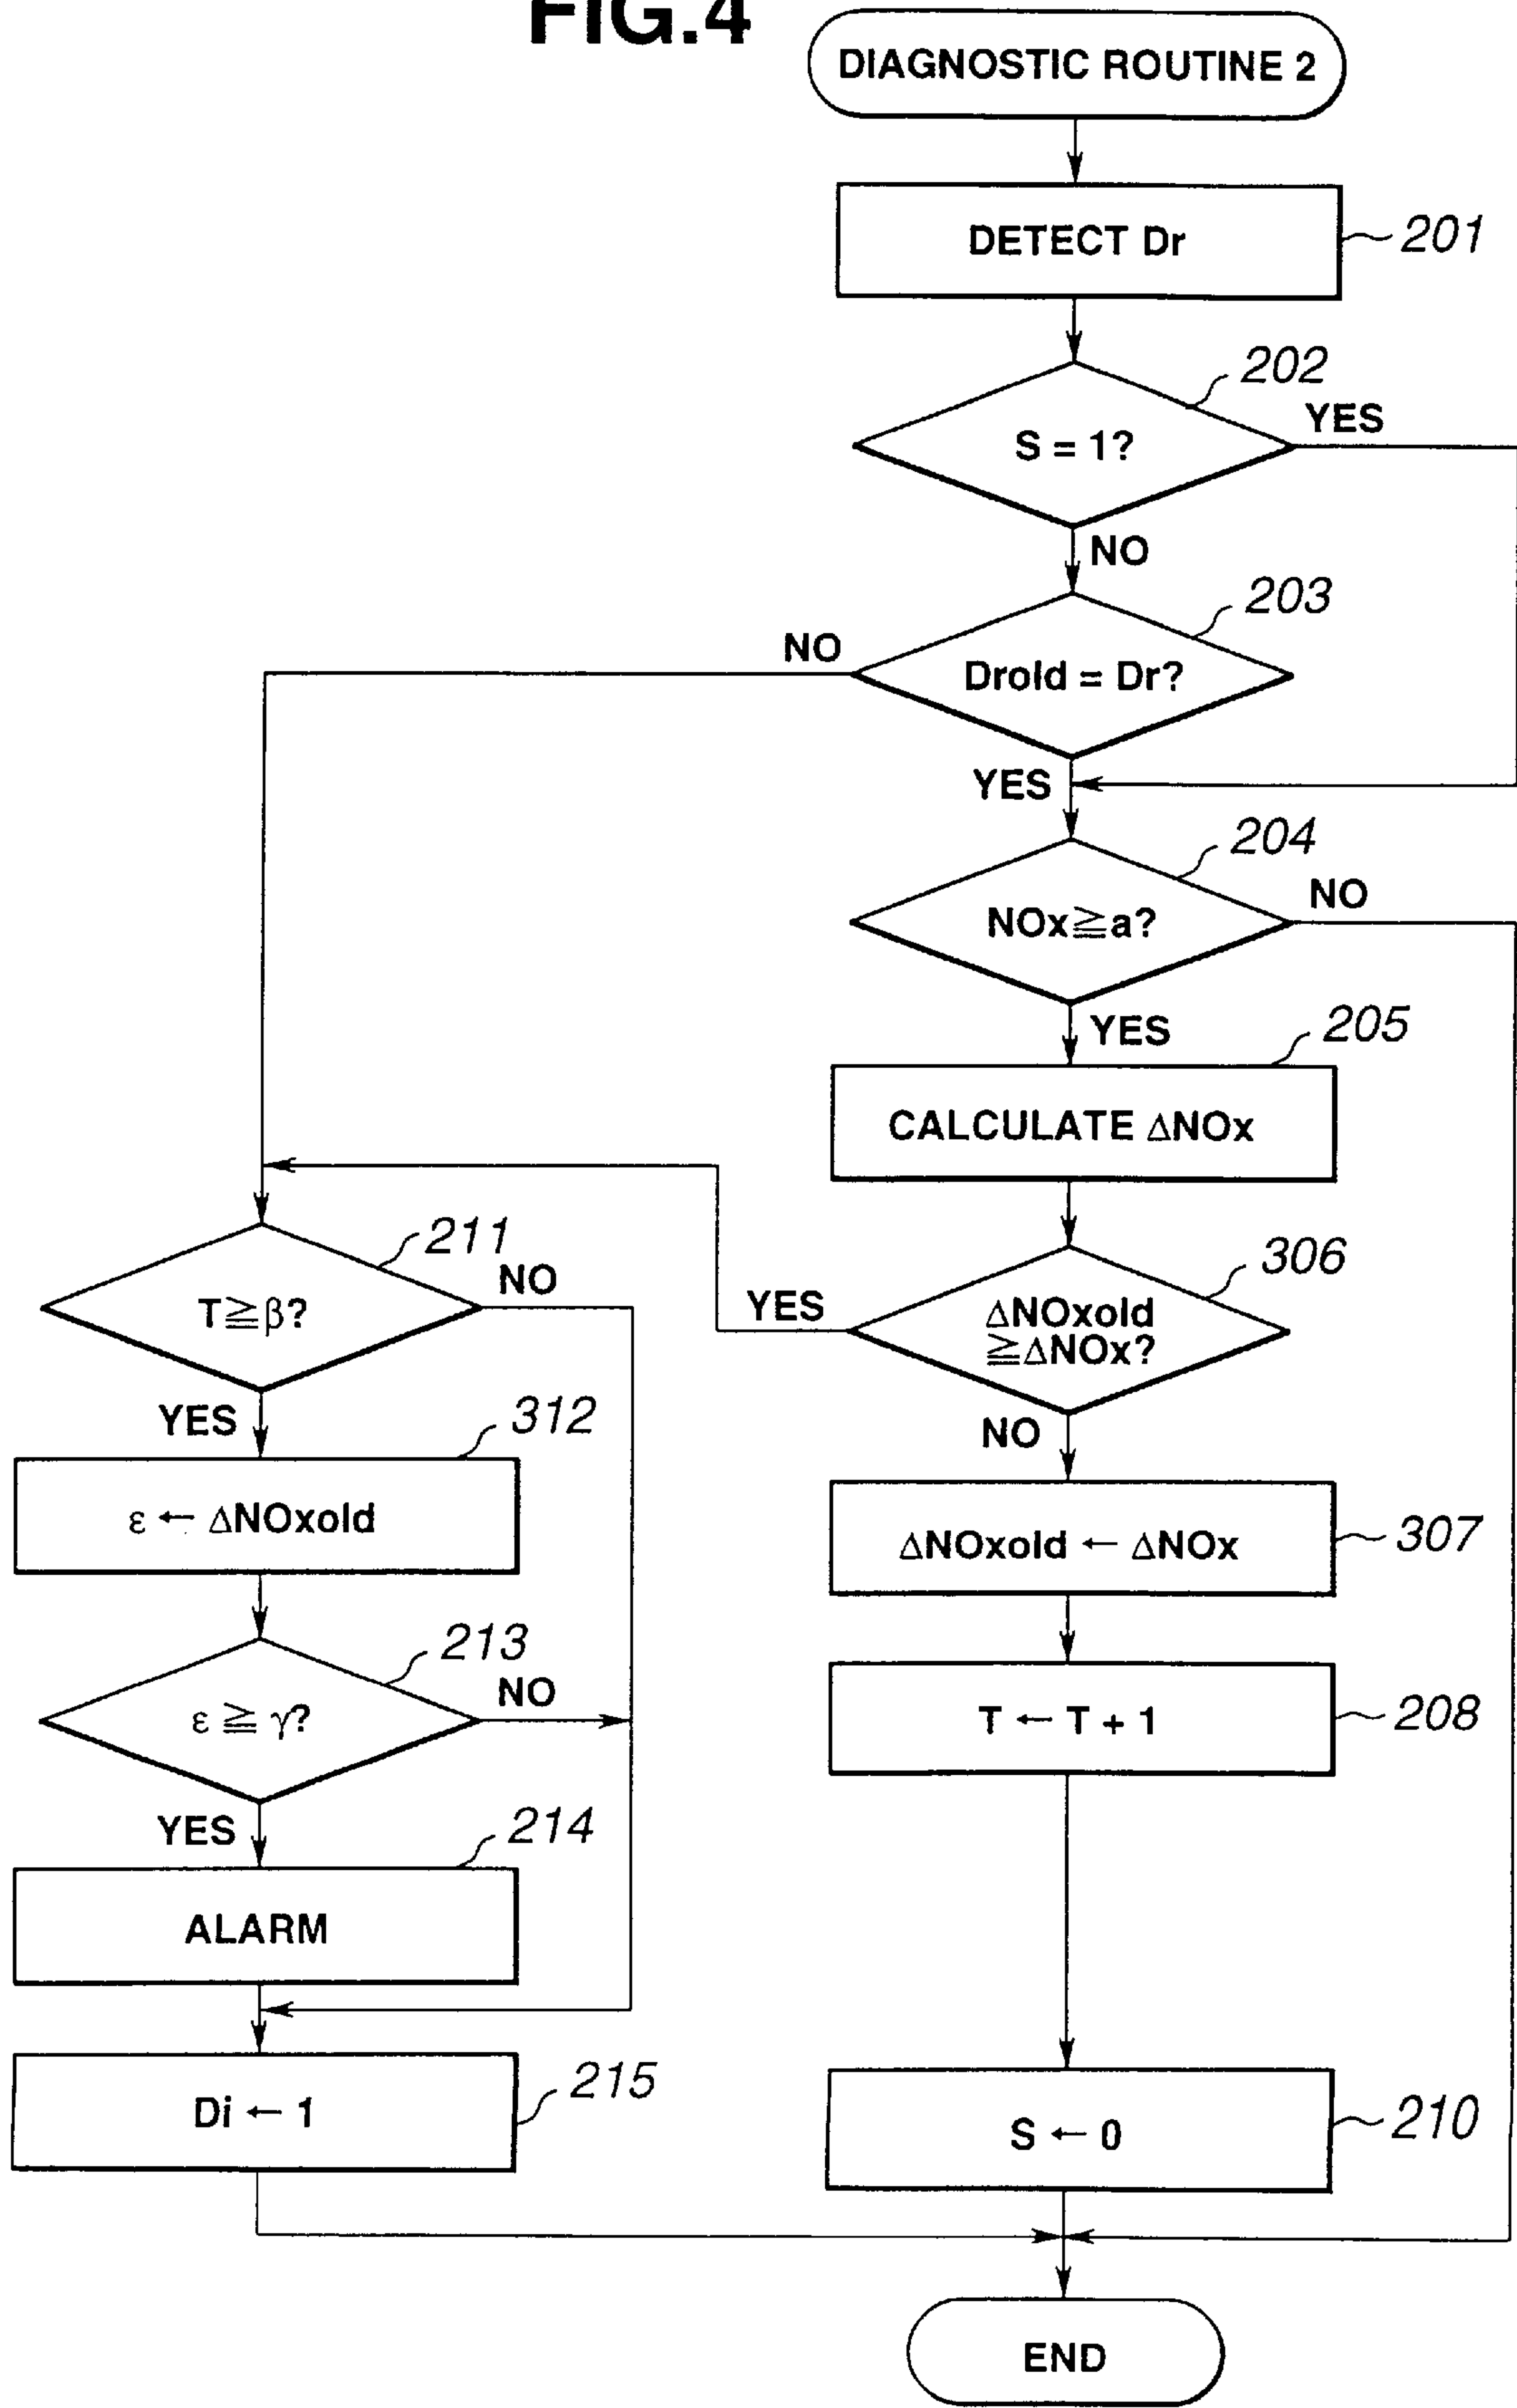 FIG.4
DIAGNOSTIC ROUTINE 2
DETECT Dr
201
202
S = 1?
YES
NO
203
NO
Drold = Dr?
YES
204
NOx≧a?
NO
YES
205
CALCULATE ΔNOx
211
T≧β?
NO
306
YES
ΔNOxold
≧ΔNOx?
YES
312
NO
ε ← ΔNOxold
ΔNOxold ← ΔNOx
307
213
ε ≧ γ?
NO
T ← T + 1
208
YES
214
ALARM
Di ← 1
215
S ← 0
210
END